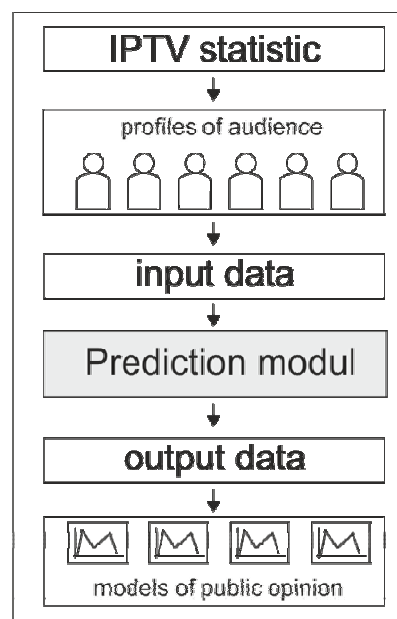 IPTV statistic
profiles of audience
input data
Prediction modul
output data
models of public opinion